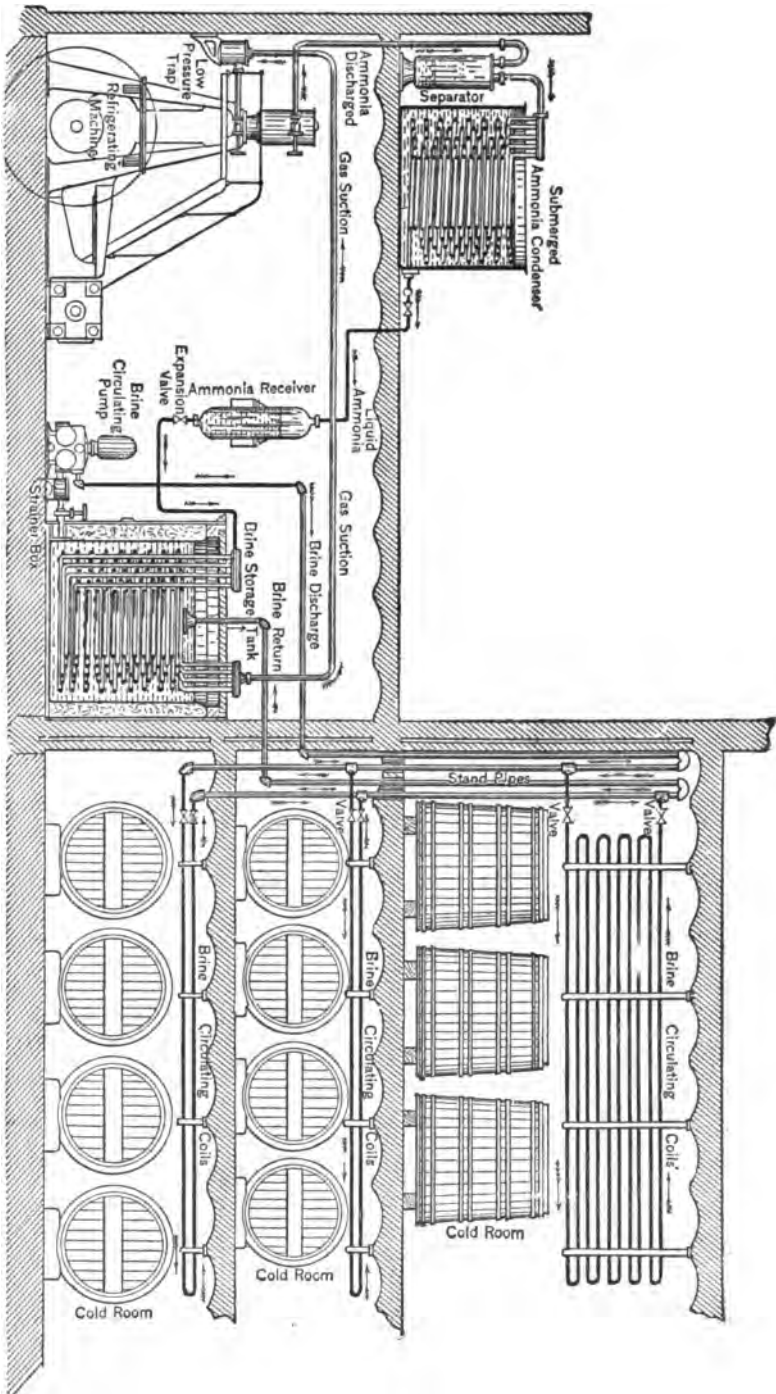 Ammonia
Discharged
Low
Pressure
Trap
Refrigerating
Machine
Separator
Submerged
Ammonia Condenser
Gas Suction
Expansion
Valve
Ammonia Receiver
Liquid
Ammonia
Brine
Circulating
Pump
Strainer Box
Gas Suction
Brine Discharge
Brine Storage Tank
Brine Return
Stand Pipes
Valve
Valve
Valve
Valve
Brine Circulating Coils
Brine Circulating Coils
Brine Circulating Coils
Cold Room
Cold Room
Cold Room